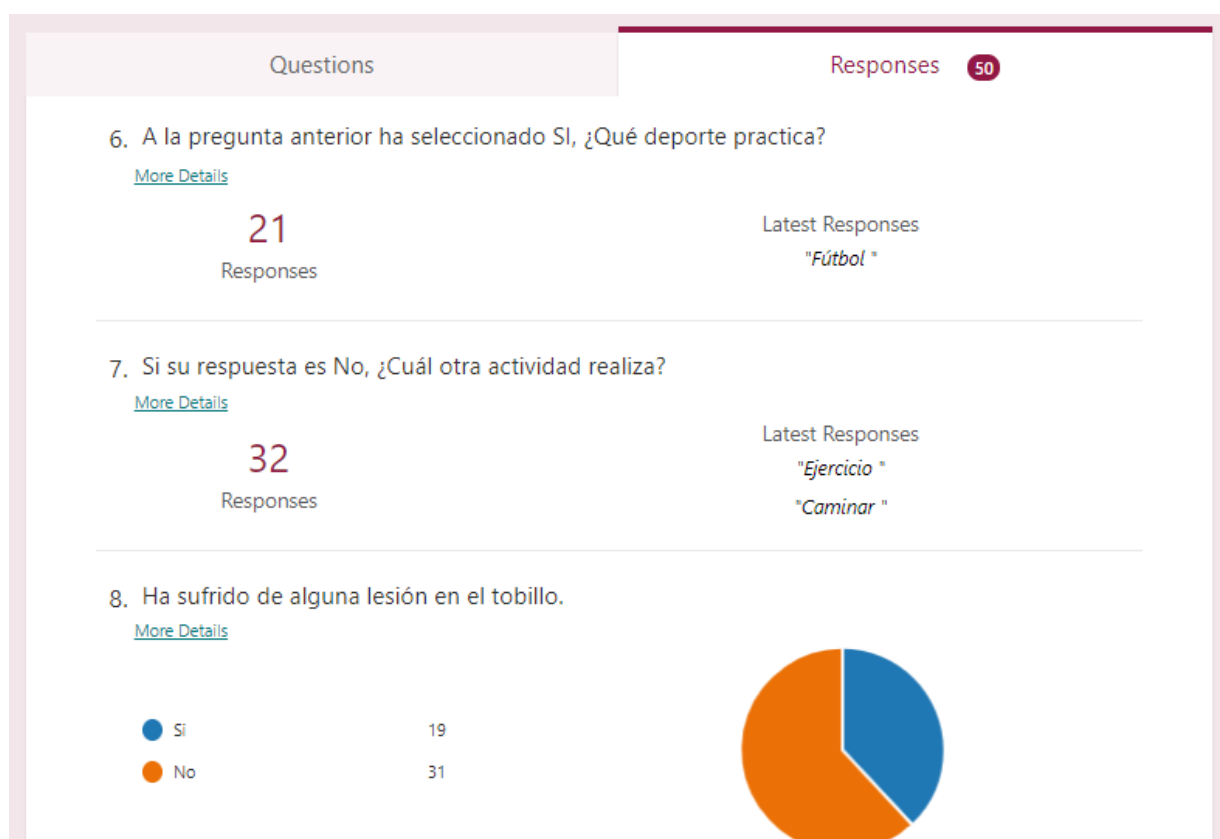 Questions
Responses 50
6. A la pregunta anterior ha seleccionado SI, ¿Qué deporte practica?
More Details
21
Responses
Latest Responses
"Fútbol "
7. Si su respuesta es No, ¿Cuál otra actividad realiza?
More Details
32
Responses
Latest Responses
"Ejercicio "
"Caminar "
8. Ha sufrido de alguna lesión en el tobillo.
More Details
Si 19
No 31